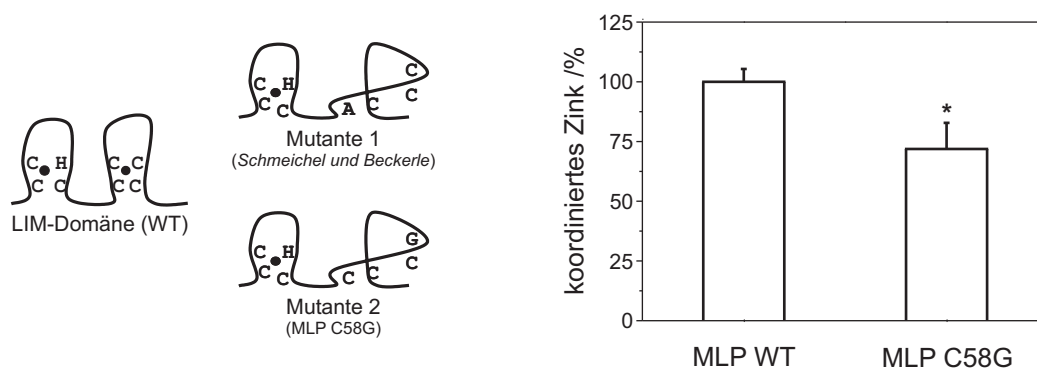 C H
C C
C C
C C
LIM-Domäne (WT)
C H
C C
A C C
C
Mutante 1
(Schmeichel und Beckerle)
C H
C C
C C G
C
Mutante 2
(MLP C58G)
koordiniertes Zink /%
125
100
75
50
25
0
*
MLP WT
MLP C58G